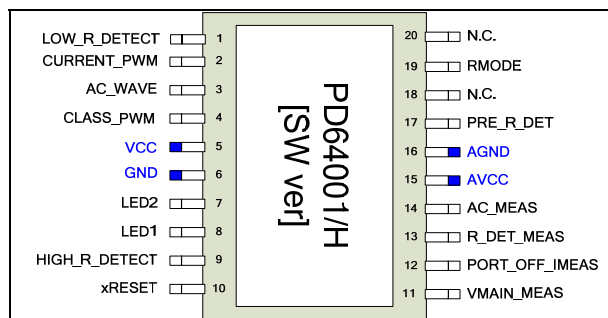 LOW_R_DETECT 1
CURRENT_PWM 2
AC_WAVE 3
CLASS_PWM 4
VCC 5
GND 6
LED2 7
LED1 8
HIGH_R_DETECT 9
xRESET 10
PD64001/H
[SW ver]
20 N.C.
19 RMODE
18 N.C.
17 PRE_R_DET
16 AGND
15 AVCC
14 AC_MEAS
13 R_DET_MEAS
12 PORT_OFF_IMEAS
11 VMAIN_MEAS